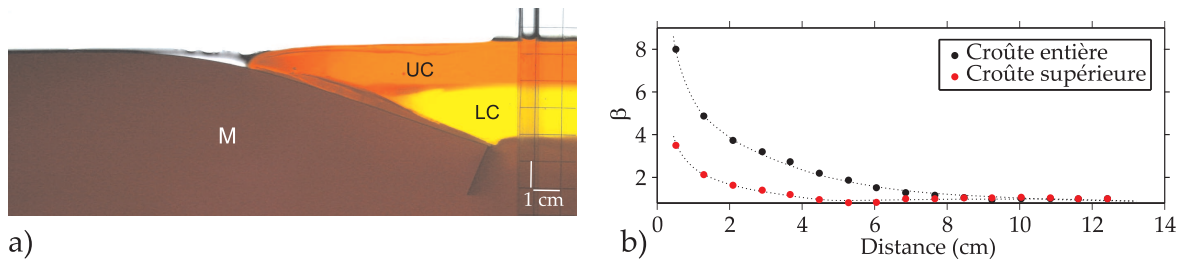 UC
LC
M
1 cm
a)
8
6
4
2
β
Croûte entière
Croûte supérieure
0 2 4 6 8 10 12 14
Distance (cm)
b)